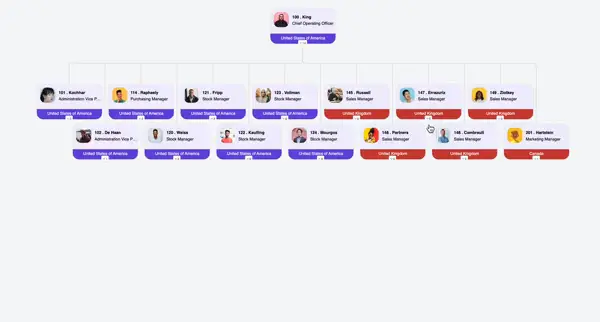 100 . King
Chief Operating Officer
United States of America
101 . Kochhar
Administration Vice P...
United States of America
114 . Raphaely
Purchasing Manager
United States of America
121 . Fripp
Stock Manager
United States of America
123 . Vollman
Stock Manager
United States of America
145 . Russell
Sales Manager
United Kingdom
147 . Errazuriz
Sales Manager
United Kingdom
149 . Zlotkey
Sales Manager
United Kingdom
102 . De Haan
Administration Vice P...
United States of America
120 . Weiss
Stock Manager
United States of America
122 . Kaufling
Stock Manager
United States of America
124 . Mourgos
Stock Manager
United States of America
146 . Partners
Sales Manager
United Kingdom
148 . Cambrault
Sales Manager
United Kingdom
201 . Hartstein
Marketing Manager
Canada